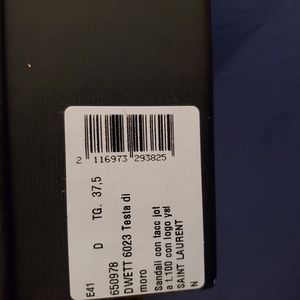 2 116973 293825
E41 D TG. 37,5
650978
DWETT 6023 Testa di
moro
Sandali con tacc jot
a t.100 con logo ysl
SAINT LAURENT
N